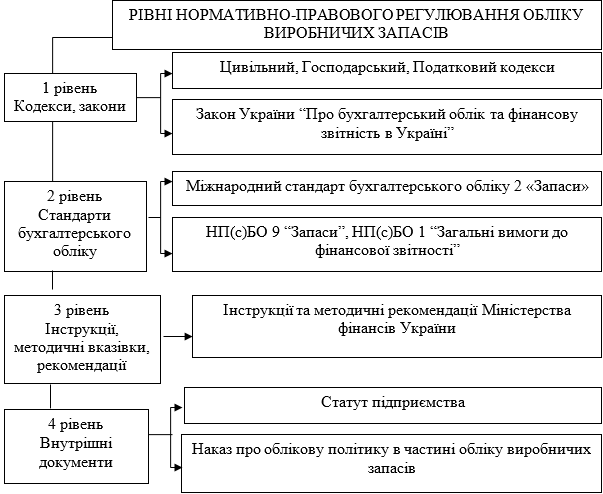 РІВНІ НОРМАТИВНО-ПРАВОВОГО РЕГУЛЮВАННЯ ОБЛІКУ
ВИРОБНИЧИХ ЗАПАСІВ
1 рівень
Кодекси, закони
Цивільний, Господарський, Податковий кодекси
Закон України “Про бухгалтерський облік та фінансову
звітність в Україні”
2 рівень
Стандарти
бухгалтерського
обліку
Міжнародний стандарт бухгалтерського обліку 2 «Запаси»
НП(с)БО 9 “Запаси”, НП(с)БО 1 “Загальні вимоги до
фінансової звітності”
3 рівень
Інструкції,
методичні вказівки,
рекомендації
Інструкції та методичні рекомендації Міністерства
фінансів України
4 рівень
Внутрішні
документи
Статут підприємства
Наказ про облікову політику в частині обліку виробничих
запасів